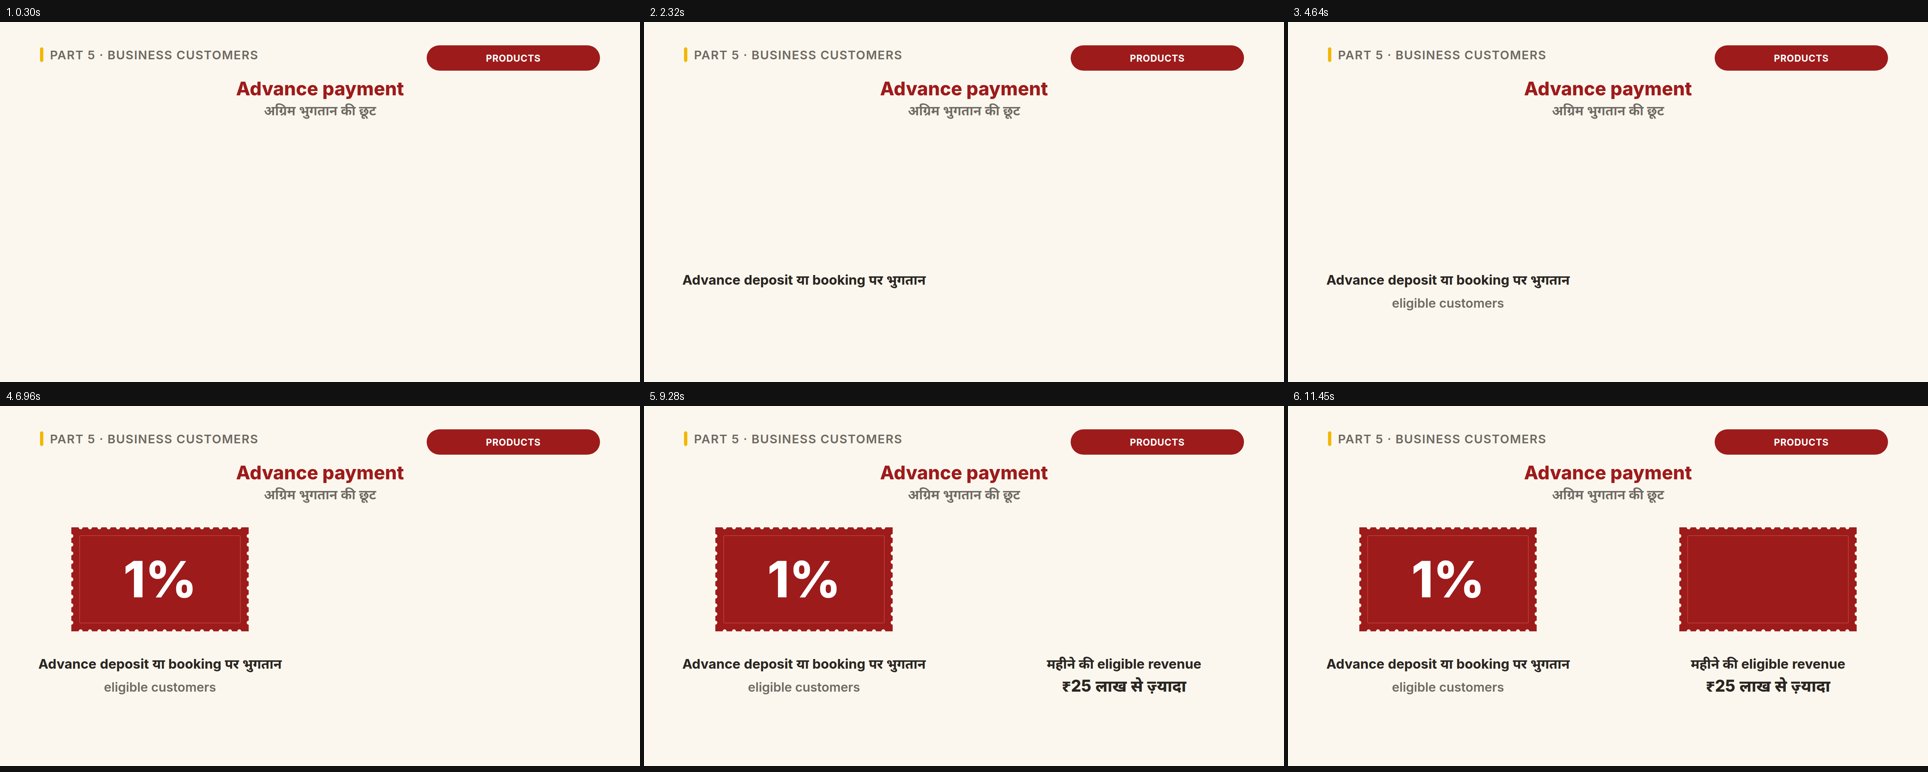 1. 0.30s
PART 5 · BUSINESS CUSTOMERS
PRODUCTS
Advance payment
अग्रिम भुगतान की छूट
2. 2.32s
PART 5 · BUSINESS CUSTOMERS
PRODUCTS
Advance payment
अग्रिम भुगतान की छूट
Advance deposit या booking पर भुगतान
3. 4.64s
PART 5 · BUSINESS CUSTOMERS
PRODUCTS
Advance payment
अग्रिम भुगतान की छूट
Advance deposit या booking पर भुगतान
eligible customers
4. 6.96s
PART 5 · BUSINESS CUSTOMERS
PRODUCTS
Advance payment
अग्रिम भुगतान की छूट
1%
Advance deposit या booking पर भुगतान
eligible customers
5. 9.28s
PART 5 · BUSINESS CUSTOMERS
PRODUCTS
Advance payment
अग्रिम भुगतान की छूट
1%
Advance deposit या booking पर भुगतान
eligible customers
महीने की eligible revenue
₹25 लाख से ज़्यादा
6. 11.45s
PART 5 · BUSINESS CUSTOMERS
PRODUCTS
Advance payment
अग्रिम भुगतान की छूट
1%
Advance deposit या booking पर भुगतान
eligible customers
महीने की eligible revenue
₹25 लाख से ज़्यादा